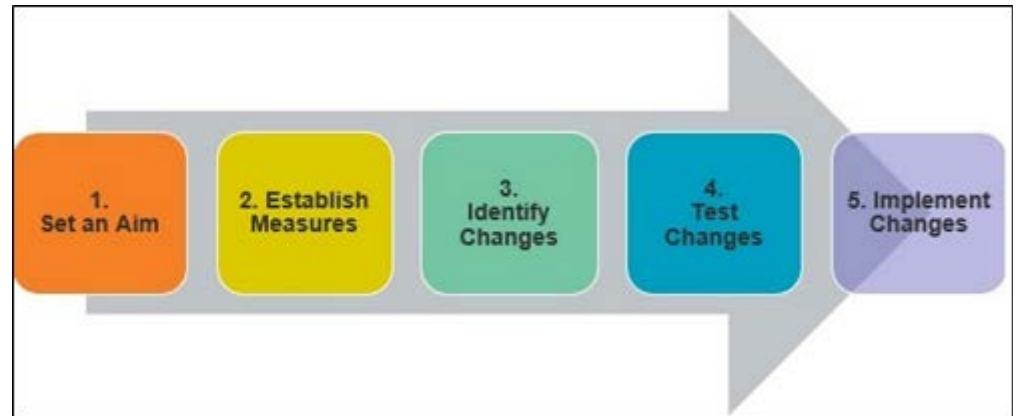 1.
Set an Aim
2. Establish
Measures
3.
Identify
Changes
4.
Test
Changes
5. Implement
Changes